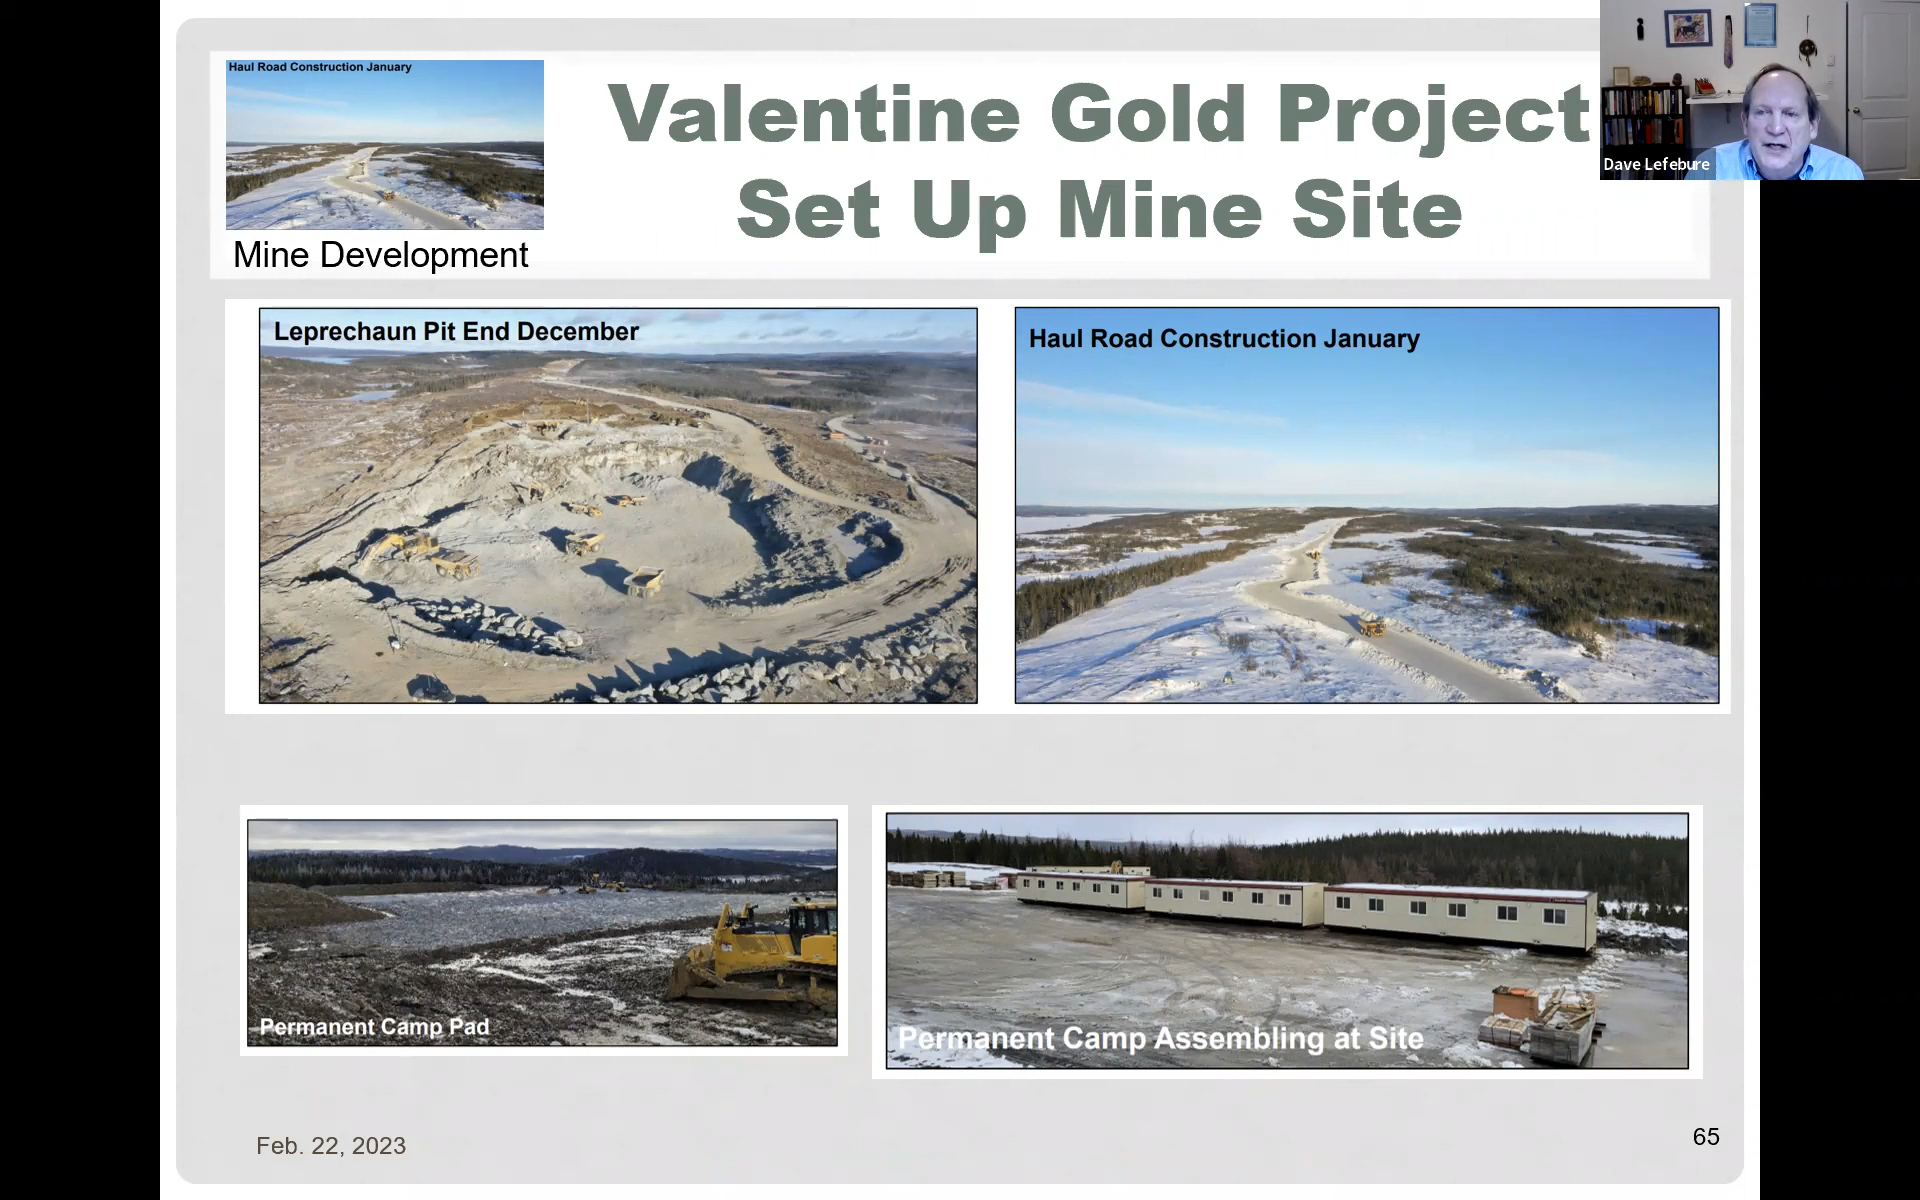 Haul Road Construction January
Valentine Gold Project
Set Up Mine Site
Dave Lefebure
Mine Development
Leprechaun Pit End December
Haul Road Construction January
Permanent Camp Pad
Permanent Camp Assembling at Site
Feb. 22, 2023
65